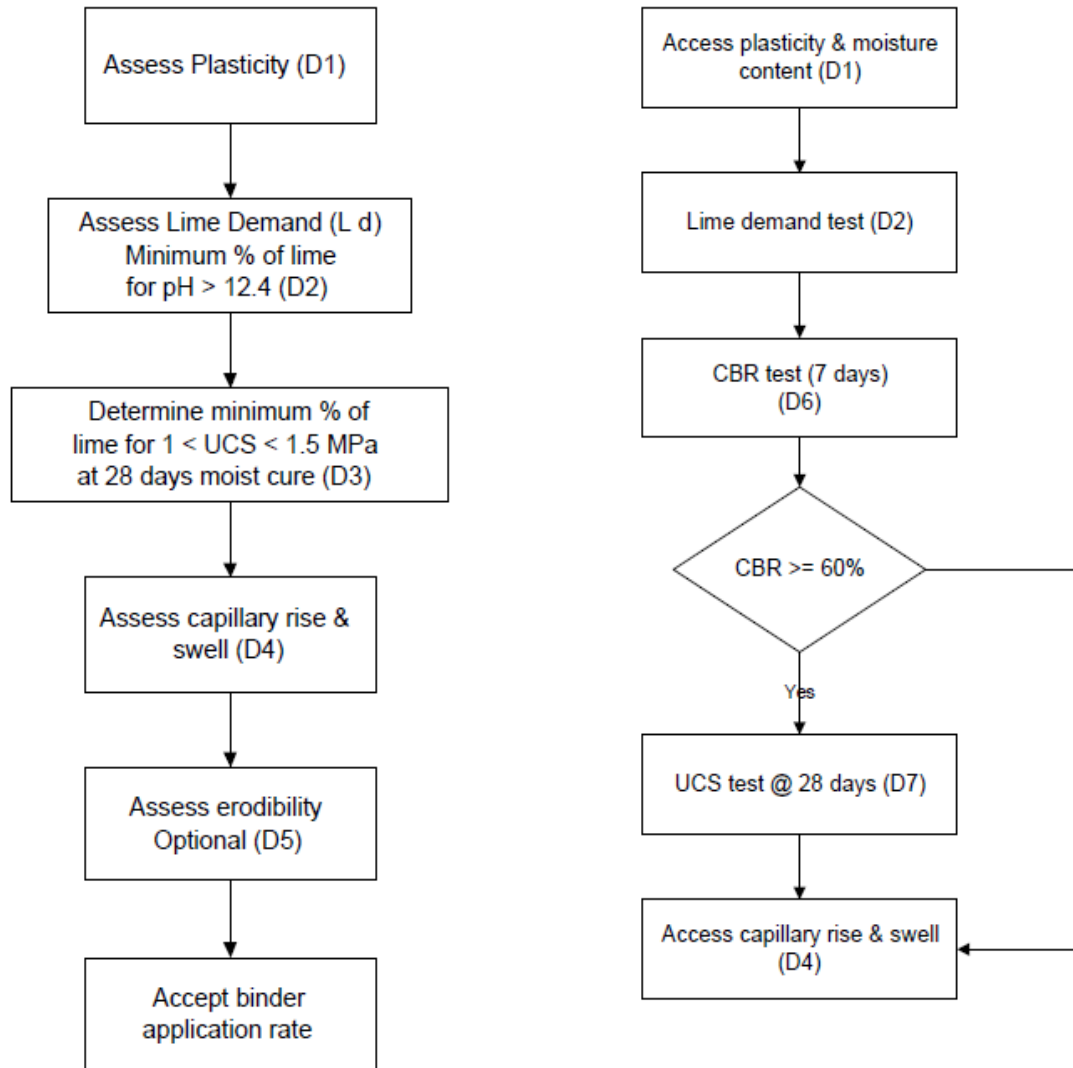 Assess Plasticity (D1)
Assess Lime Demand (L d)
Minimum % of lime
for pH > 12.4 (D2)
Determine minimum % of
lime for 1 < UCS < 1.5 MPa
at 28 days moist cure (D3)
Assess capillary rise &
swell (D4)
Assess erodibility
Optional (D5)
Accept binder
application rate
Access plasticity & moisture
content (D1)
Lime demand test (D2)
CBR test (7 days)
(D6)
CBR >= 60%
Yes
UCS test @ 28 days (D7)
Access capillary rise & swell
(D4)